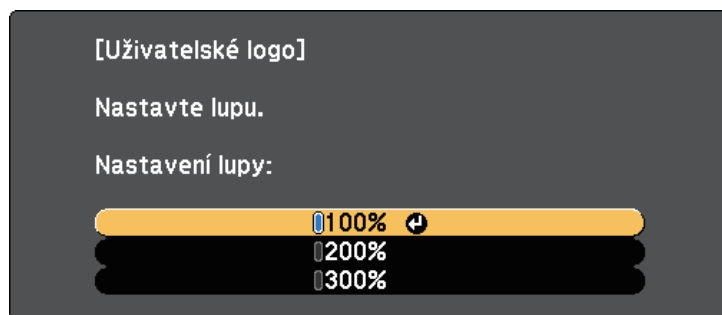 [Uživatelské logo]
Nastavte lupu.
Nastavení lupy:
100%
200%
300%